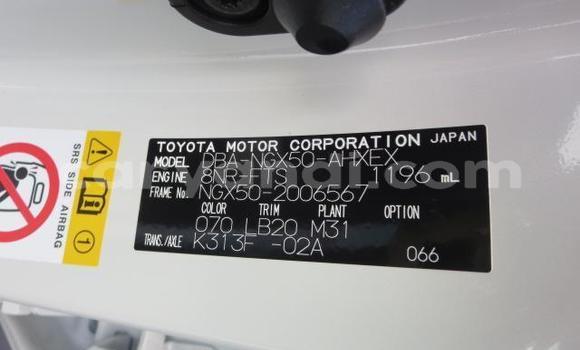 TOYOTA MOTOR CORPORATION JAPAN
MODEL DBA-NGX50-AHXEX
ENGINE 8NR-FTS 1196 mL
FRAME No. NGX50-2006567
COLOR TRIM PLANT OPTION
070 LB20 M31
TRANS./AXLE K313F -02A
066
SRS SIDE AIRBAG
1